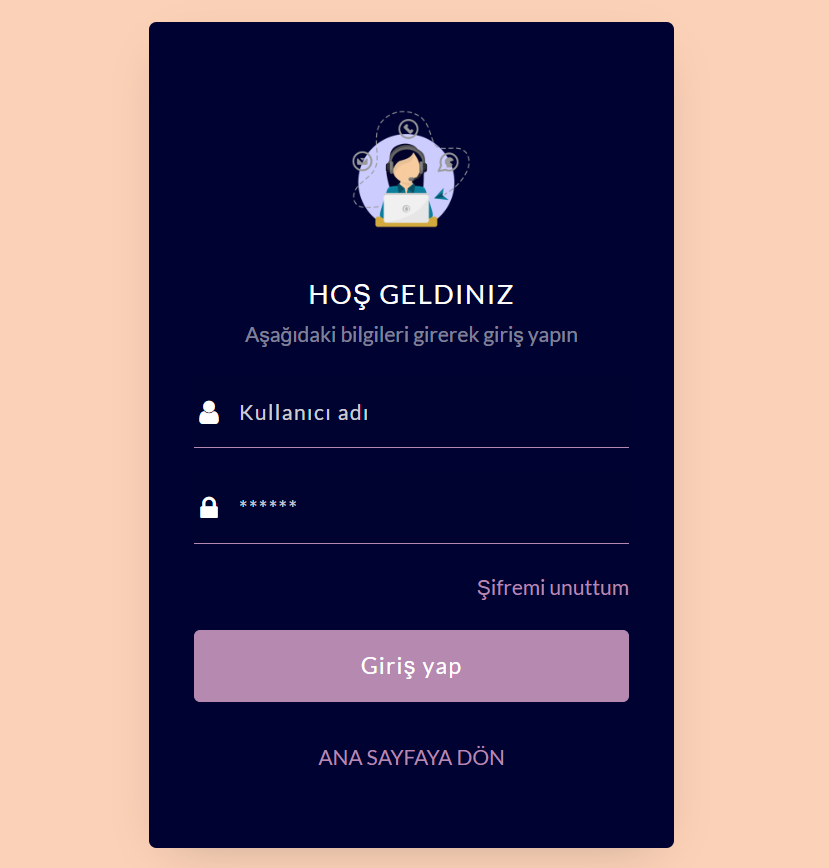 HOŞ GELDINIZ
Aşağıdaki bilgileri girerek giriş yapın
Kullanıcı adı
******
Şifremi unuttum
Giriş yap
ANA SAYFAYA DÖN